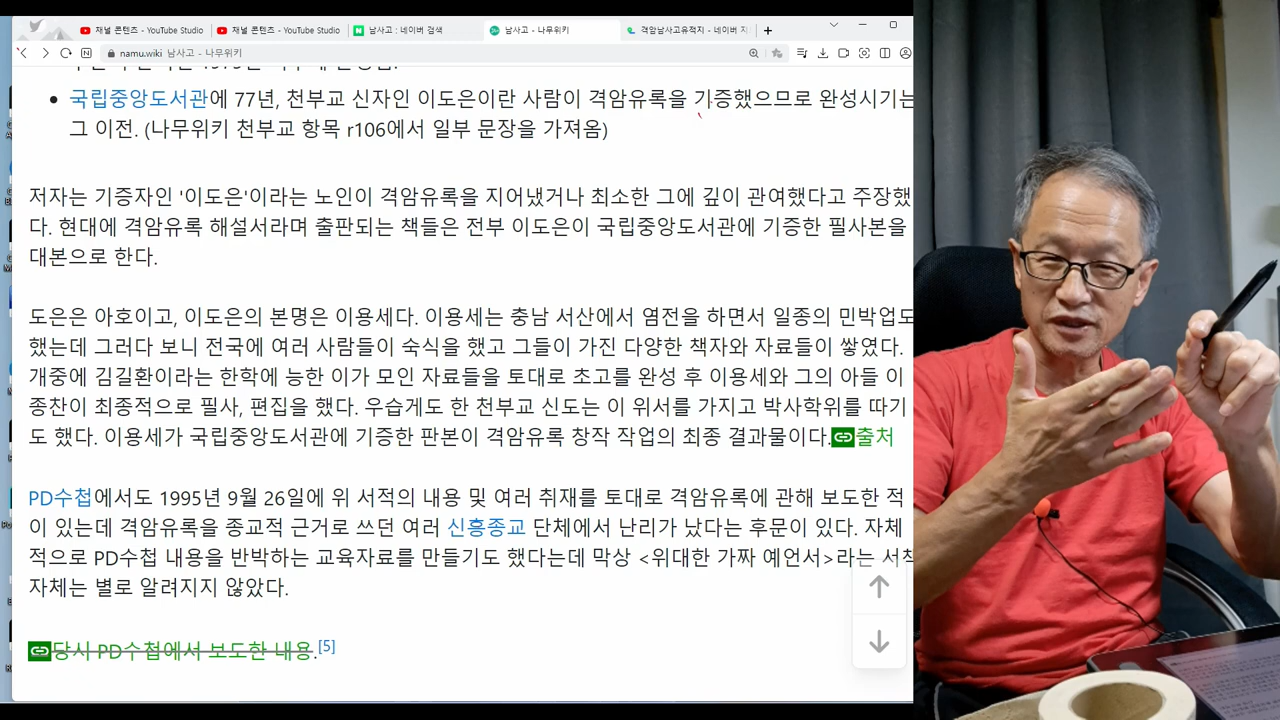 재널 콘텐츠 - YouTube Studio
재널 콘텐츠 - YouTube Studio
남사고 : 네이버 검색
남사고 - 나무위키
격암남사고유적지 - 네이버 지
namu.wiki 남사고 - 나무위키
국립중앙도서관에 77년, 천부교 신자인 이도은이란 사람이 격암유록을 기증했으므로 완성시기는
그 이전. (나무위키 천부교 항목 r106에서 일부 문장을 가져옴)
저자는 기증자인 '이도은'이라는 노인이 격암유록을 지어냈거나 최소한 그에 깊이 관여했다고 주장했
다. 현대에 격암유록 해설서라며 출판되는 책들은 전부 이도은이 국립중앙도서관에 기증한 필사본을
대본으로 한다.
도은은 아호이고, 이도은의 본명은 이용세다. 이용세는 충남 서산에서 염전을 하면서 일종의 민박업도
했는데 그러다 보니 전국에 여러 사람들이 숙식을 했고 그들이 가진 다양한 책자와 자료들이 쌓였다.
개중에 김길환이라는 한학에 능한 이가 모인 자료들을 토대로 초고를 완성 후 이용세와 그의 아들 이
종찬이 최종적으로 필사, 편집을 했다. 우습게도 한 천부교 신도는 이 위서를 가지고 박사학위를 따기
도 했다. 이용세가 국립중앙도서관에 기증한 판본이 격암유록 창작 작업의 최종 결과물이다.출처
PD수첩에서도 1995년 9월 26일에 위 서적의 내용 및 여러 취재를 토대로 격암유록에 관해 보도한 적
이 있는데 격암유록을 종교적 근거로 쓰던 여러 신흥종교 단체에서 난리가 났다는 후문이 있다. 자체
적으로 PD수첩 내용을 반박하는 교육자료를 만들기도 했다는데 막상 <위대한 가짜 예언서>라는 서책
자체는 별로 알려지지 않았다.
당시 PD수첩에서 보도한 내용.[5]